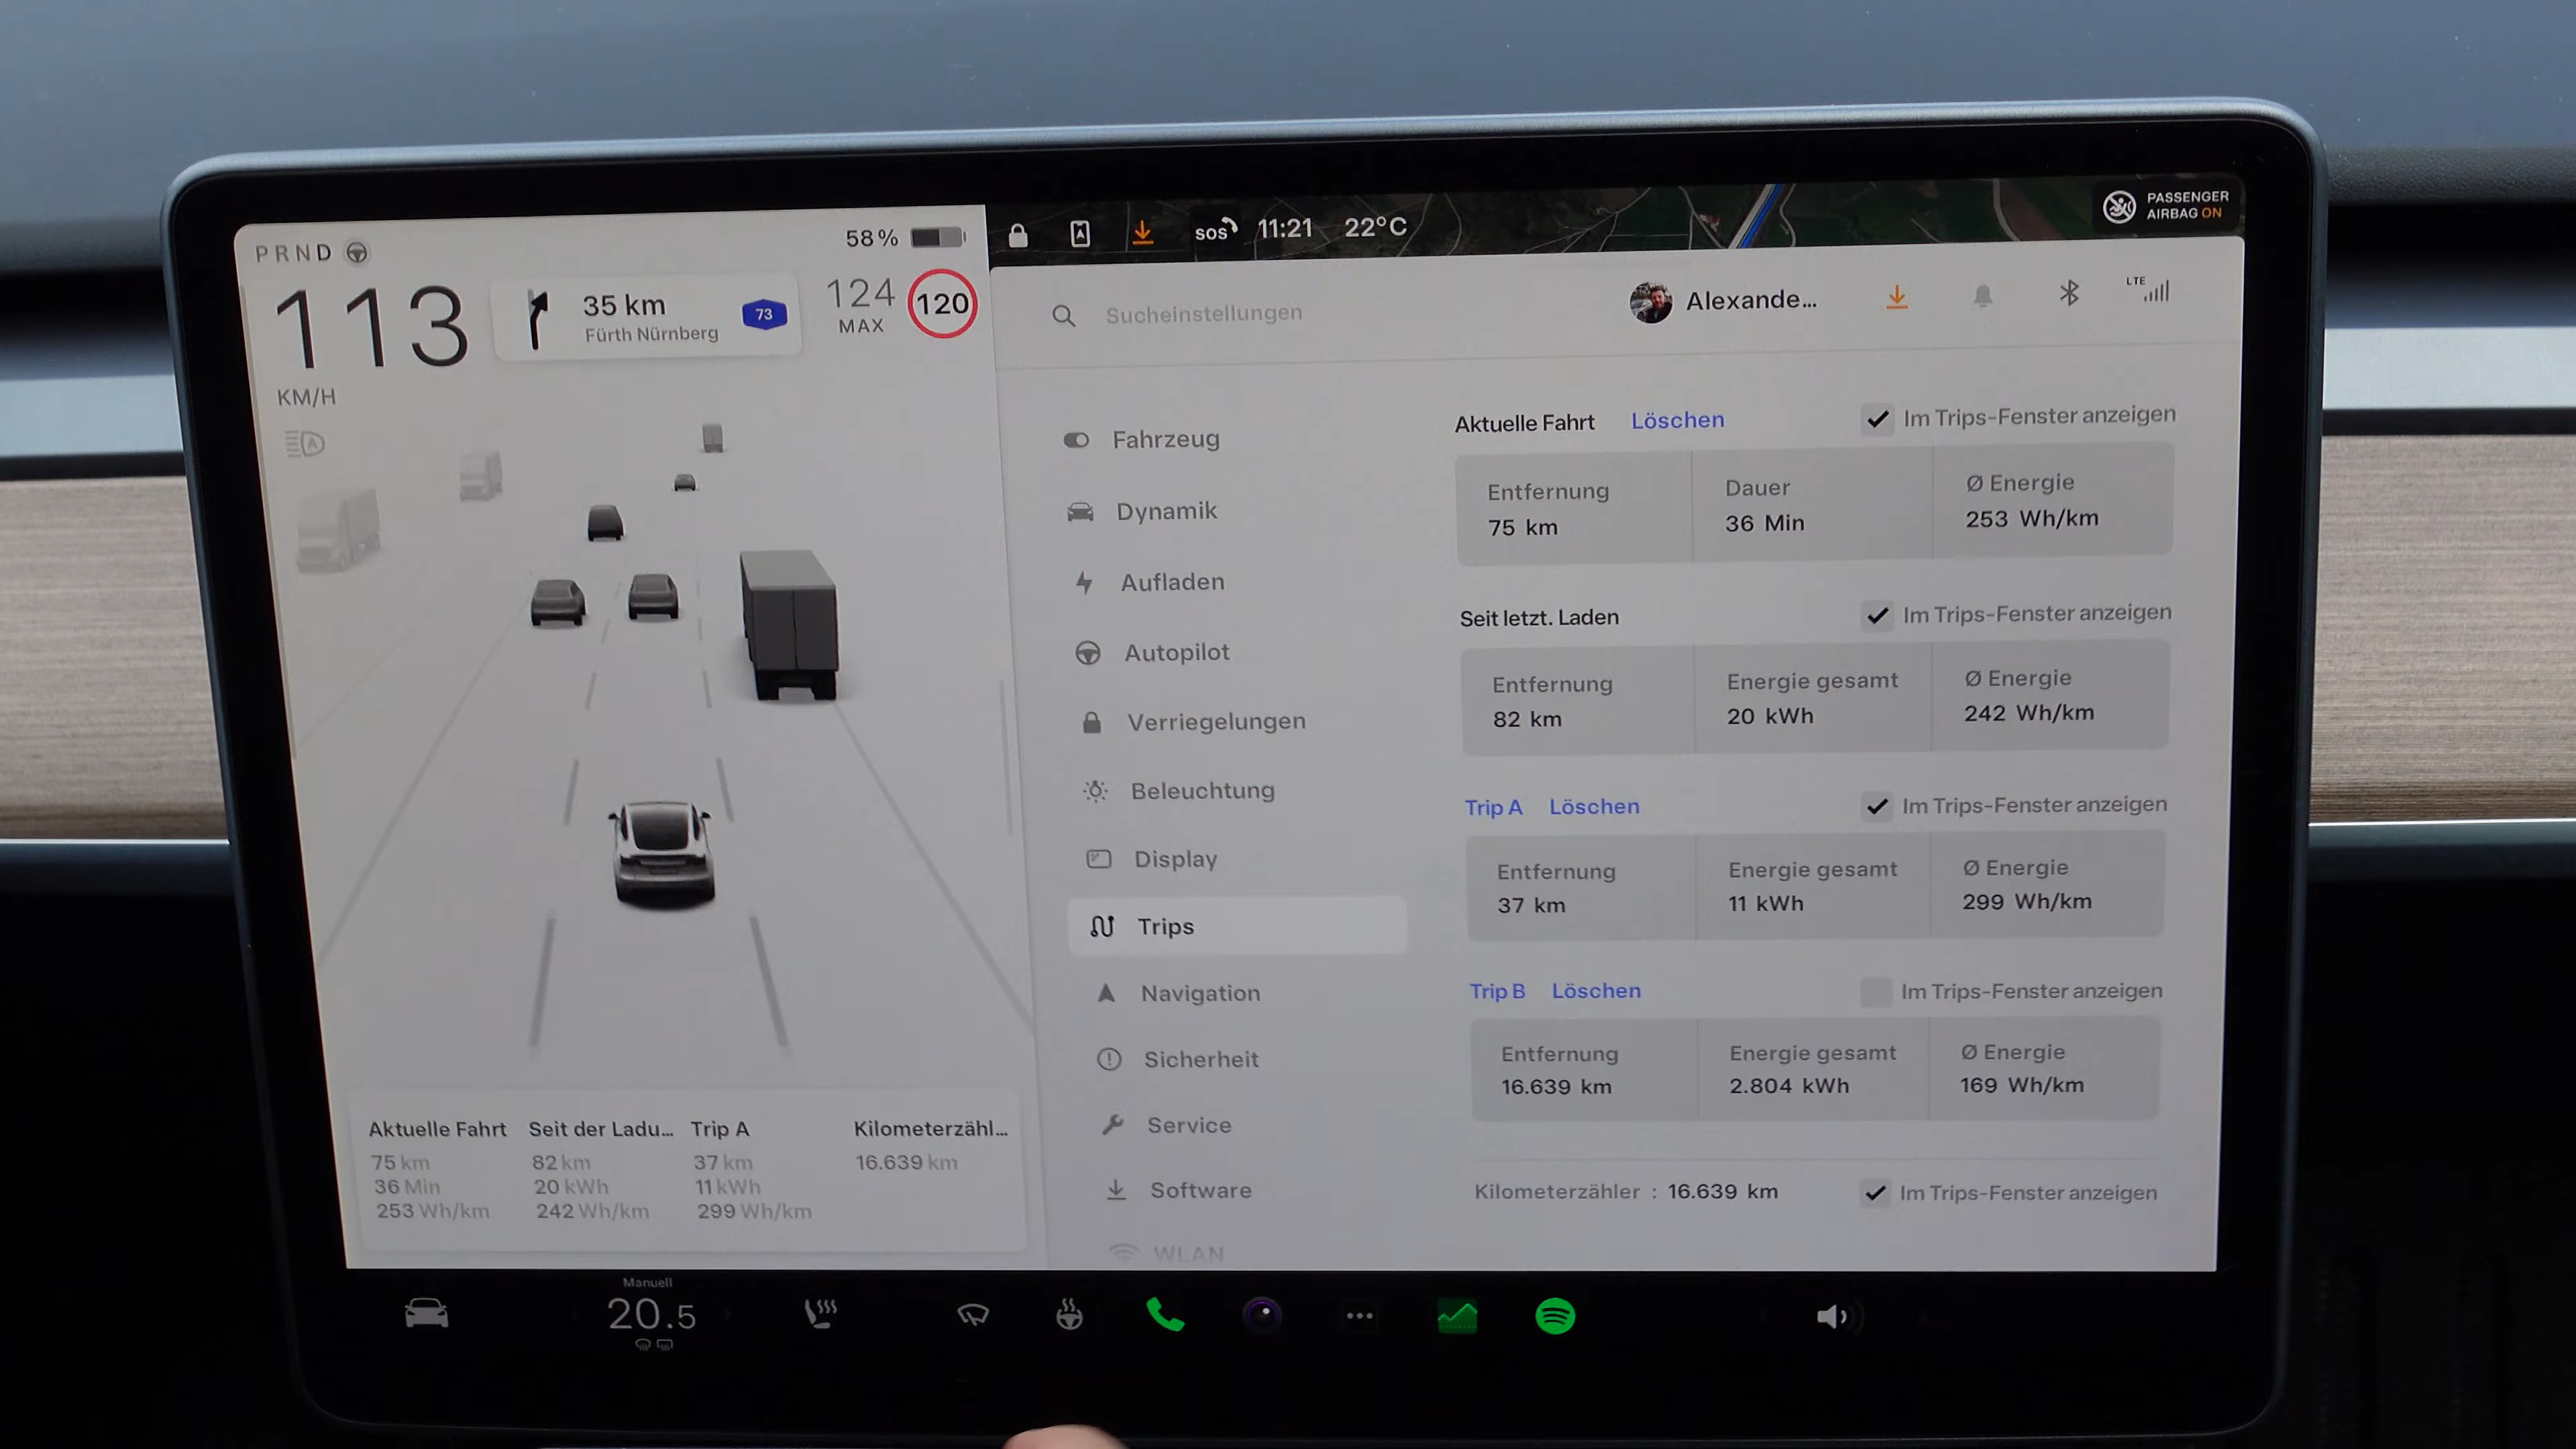 PRND
58 %
113
KM/H
35 km
Fürth Nürnberg
73
124
MAX
120
sos
11:21
22°C
PASSENGER
AIRBAG ON
Sucheinstellungen
Alexande...
LTE
Fahrzeug
Dynamik
Aufladen
Autopilot
Verriegelungen
Beleuchtung
Display
Trips
Navigation
Sicherheit
Service
Software
WLAN
Aktuelle Fahrt Löschen Im Trips-Fenster anzeigen
Entfernung Dauer Ø Energie
75 km 36 Min 253 Wh/km
Seit letzt. Laden Im Trips-Fenster anzeigen
Entfernung Energie gesamt Ø Energie
82 km 20 kWh 242 Wh/km
Trip A Löschen Im Trips-Fenster anzeigen
Entfernung Energie gesamt Ø Energie
37 km 11 kWh 299 Wh/km
Trip B Löschen Im Trips-Fenster anzeigen
Entfernung Energie gesamt Ø Energie
16.639 km 2.804 kWh 169 Wh/km
Kilometerzähler : 16.639 km Im Trips-Fenster anzeigen
Aktuelle Fahrt Seit der Ladu... Trip A Kilometerzähl...
75 km 82 km 37 km 16.639 km
36 Min 20 kWh 11 kWh
253 Wh/km 242 Wh/km 299 Wh/km
Manuell
20.5